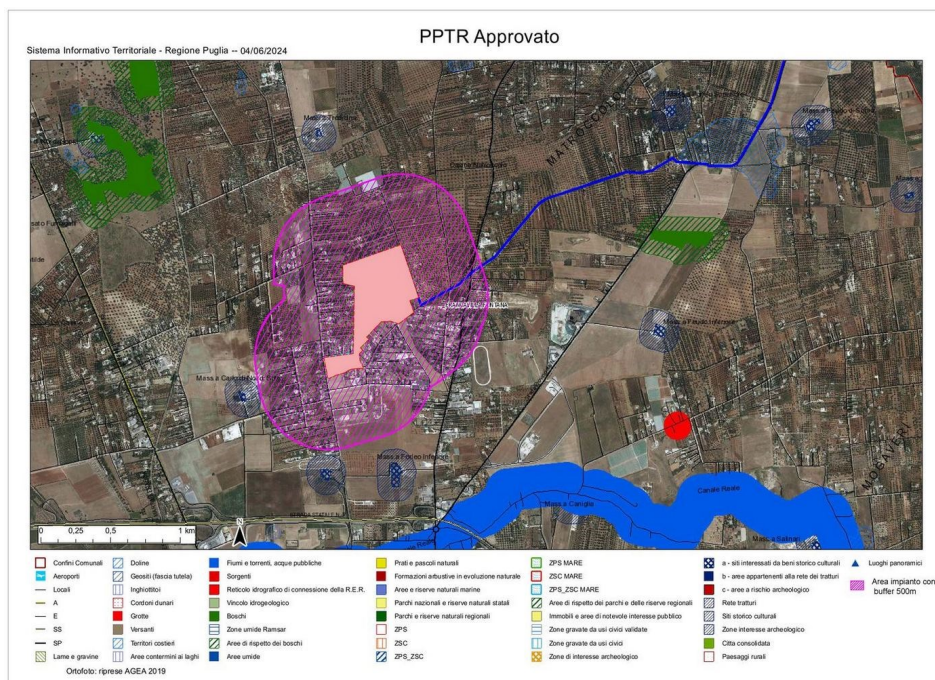 PPTR Approvato
Sistema Informativo Territoriale - Regione Puglia -- 04/06/2024
MATROCCO
MOGAVERI
Canale Reale
Mass.a Feudo Inferiore
0 0,25 0,5 1 km
N
Confini Comunali
Aeroporti
Locali
A
E
SS
SP
Lame e gravine
Doline
Geositi (fascia tutela)
Inghiottitoi
Cordoni dunari
Grotte
Versanti
Territori costieri
Aree contermini ai laghi
Fiumi e torrenti, acque pubbliche
Sorgenti
Reticolo idrografico di connessione della R.E.R.
Vincolo idrogeologico
Boschi
Zone umide Ramsar
Aree di rispetto dei boschi
Aree umide
Prati e pascoli naturali
Formazioni arbustive in evoluzione naturale
Aree e riserve naturali marine
Parchi nazionali e riserve naturali statali
Parchi e riserve naturali regionali
ZPS
ZSC
ZPS_ZSC
ZPS MARE
ZSC MARE
ZPS_ZSC MARE
Aree di rispetto dei parchi e delle riserve regionali
Immobili e aree di notevole interesse pubblico
Zone gravate da usi civici validate
Zone gravate da usi civici
Zone di interesse archeologico
a - siti interessati da beni storico culturali
b - aree appartenenti alla rete dei tratturi
c - aree a rischio archeologico
Rete tratturi
Siti storico culturali
Zone interesse archeologico
Citta consolidata
Paesaggi rurali
Luoghi panoramici
Area impianto con
buffer 500m
Ortofoto: riprese AGEA 2019